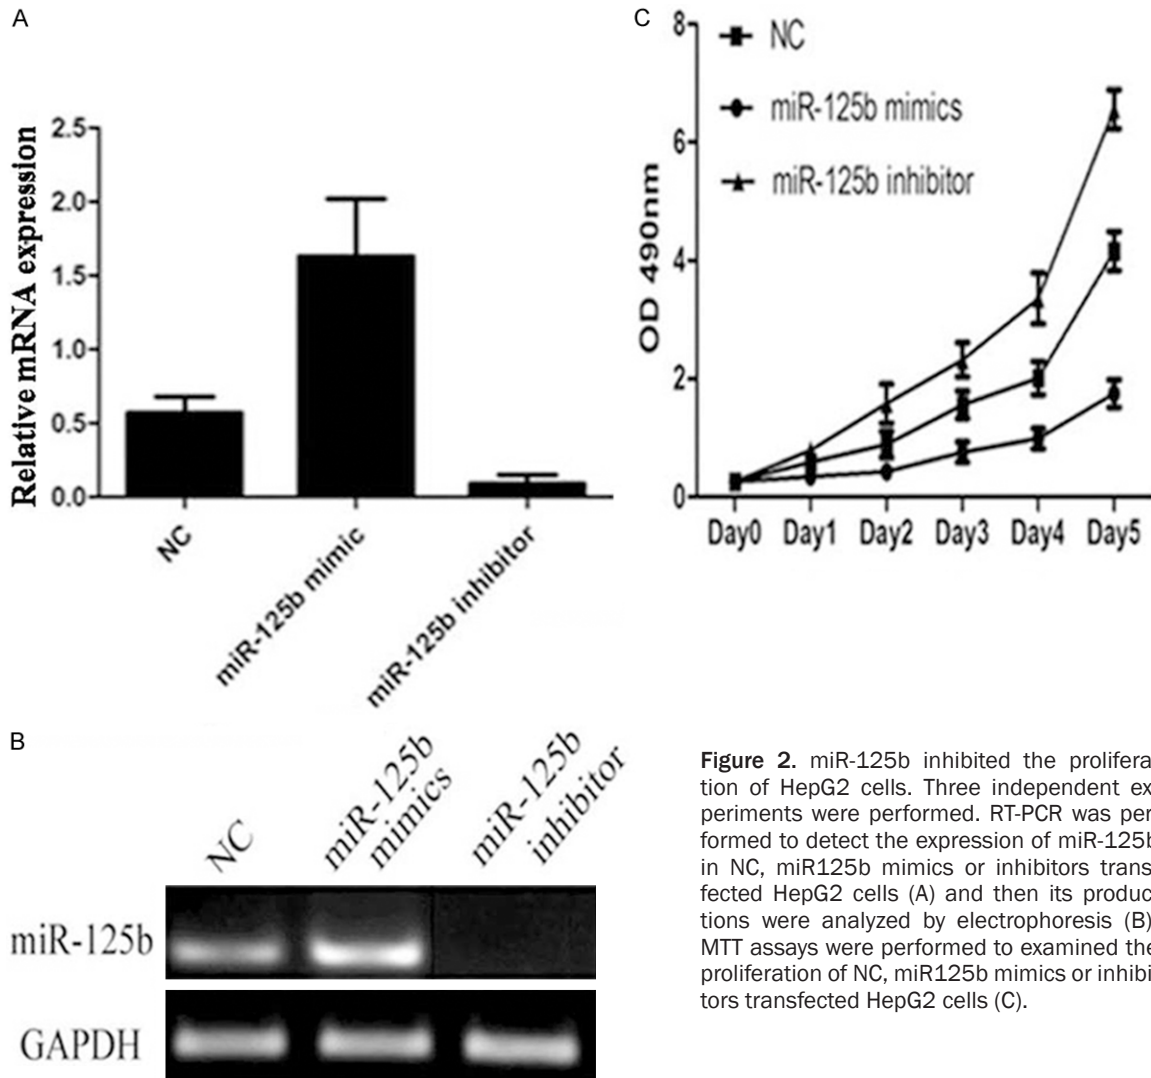 A
Relative mRNA expression
2.5
2.0
1.5
1.0
0.5
0.0
NC
miR-125b mimic
miR-125b inhibitor
C
OD 490nm
8
6
4
2
0
NC
miR-125b mimics
miR-125b inhibitor
Day0 Day1 Day2 Day3 Day4 Day5
B
NC
miR-125b
mimics
miR-125b
inhibitor
miR-125b
GAPDH
Figure 2. miR-125b inhibited the prolifera
tion of HepG2 cells. Three independent ex
periments were performed. RT-PCR was per
formed to detect the expression of miR-125b
in NC, miR125b mimics or inhibitors trans
fected HepG2 cells (A) and then its produc
tions were analyzed by electrophoresis (B)
MTT assays were performed to examined the
proliferation of NC, miR125b mimics or inhibi
tors transfected HepG2 cells (C).